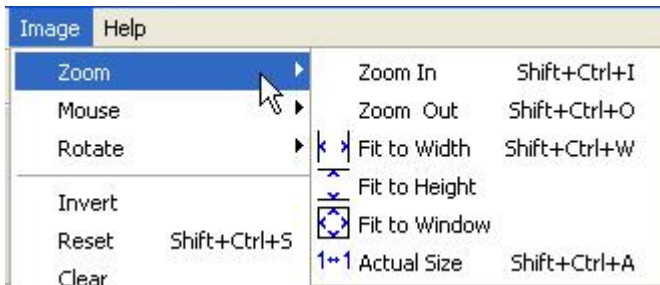 Image Help
Zoom
Mouse
Rotate
Invert
Reset Shift+Ctrl+S
Clear
Zoom In Shift+Ctrl+I
Zoom Out Shift+Ctrl+O
Fit to Width Shift+Ctrl+W
Fit to Height
Fit to Window
1↔1 Actual Size Shift+Ctrl+A